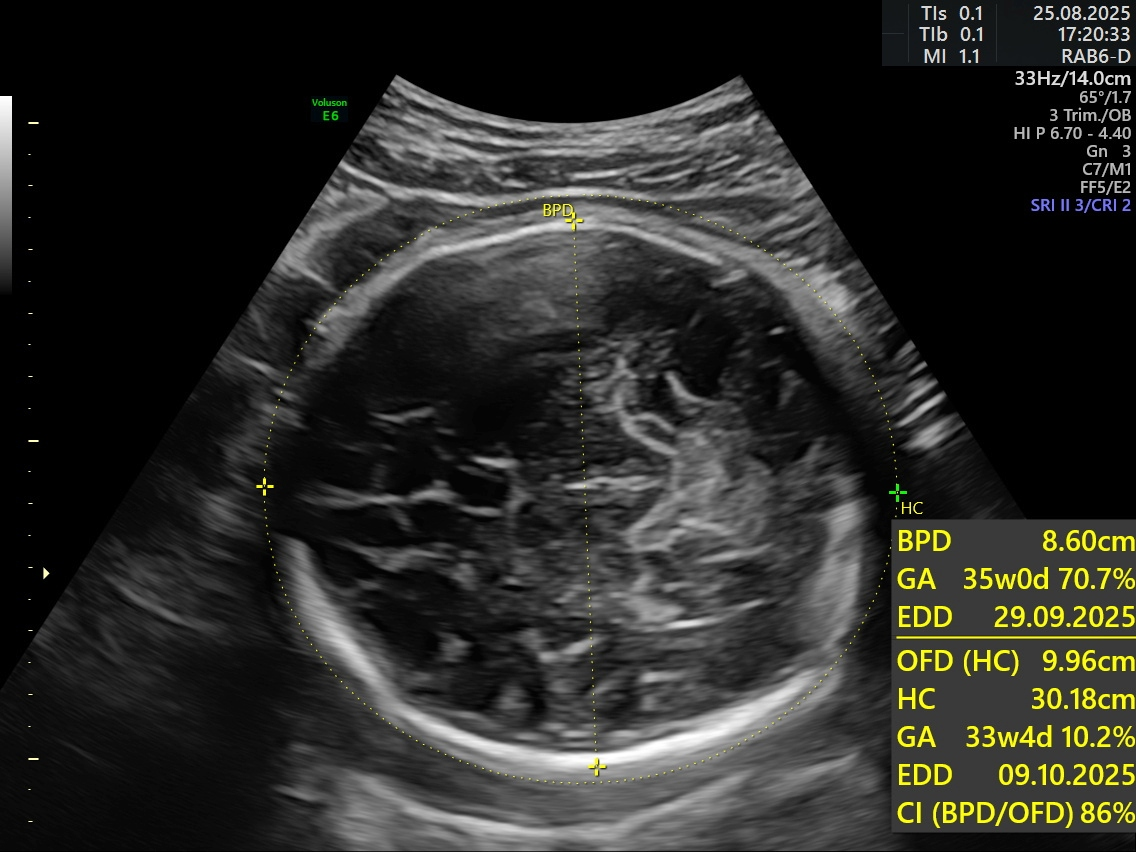 TIs 0.1 25.08.2025
TIb 0.1 17:20:33
MI 1.1 RAB6-D
33Hz/14.0cm
65°/1.7
3 Trim./OB
HI P 6.70 - 4.40
Gn 3
C7/M1
FF5/E2
SRI II 3/CRI 2
Voluson
E6
BPD
HC
BPD 8.60cm
GA 35w0d 70.7%
EDD 29.09.2025
OFD (HC) 9.96cm
HC 30.18cm
GA 33w4d 10.2%
EDD 09.10.2025
CI (BPD/OFD) 86%